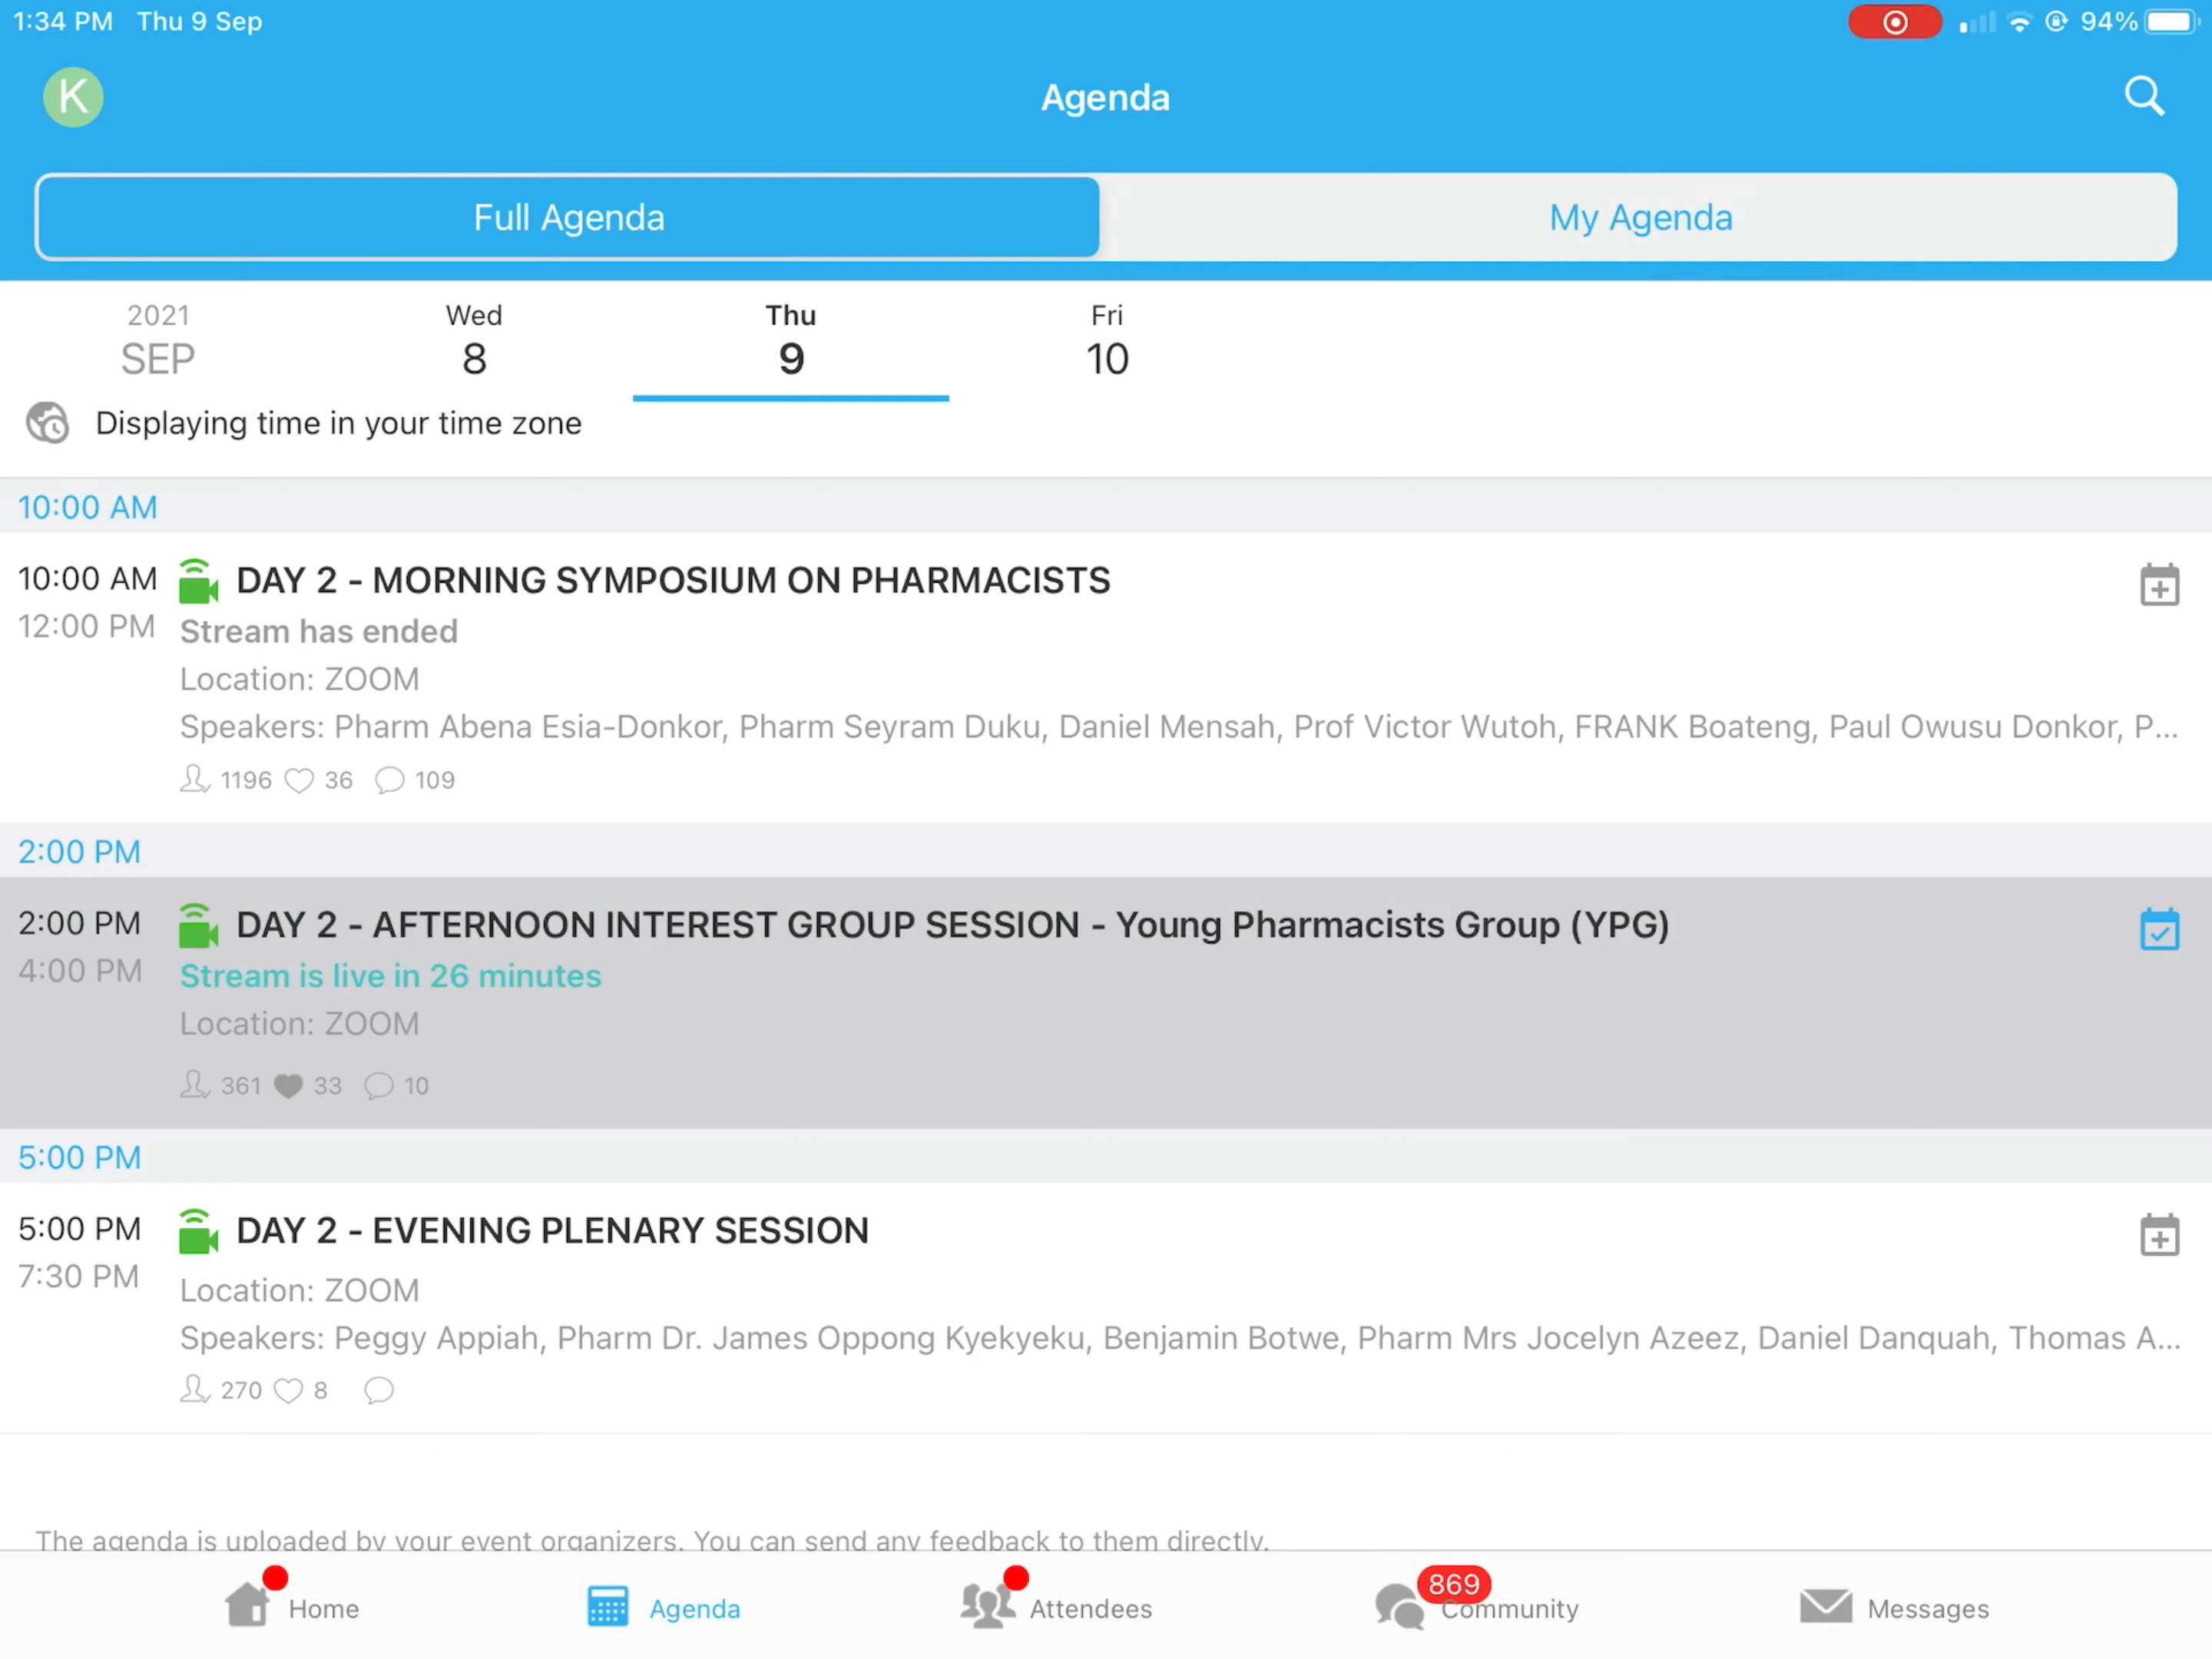 1:34 PM Thu 9 Sep 94%
K Agenda
Full Agenda My Agenda
2021 Wed Thu Fri
SEP 8 9 10
Displaying time in your time zone
10:00 AM
10:00 AM DAY 2 - MORNING SYMPOSIUM ON PHARMACISTS
12:00 PM Stream has ended
Location: ZOOM
Speakers: Pharm Abena Esia-Donkor, Pharm Seyram Duku, Daniel Mensah, Prof Victor Wutoh, FRANK Boateng, Paul Owusu Donkor, P...
1196 36 109
2:00 PM
2:00 PM DAY 2 - AFTERNOON INTEREST GROUP SESSION - Young Pharmacists Group (YPG)
4:00 PM Stream is live in 26 minutes
Location: ZOOM
361 33 10
5:00 PM
5:00 PM DAY 2 - EVENING PLENARY SESSION
7:30 PM
Location: ZOOM
Speakers: Peggy Appiah, Pharm Dr. James Oppong Kyekyeku, Benjamin Botwe, Pharm Mrs Jocelyn Azeez, Daniel Danquah, Thomas A...
270 8
The agenda is uploaded by your event organizers. You can send any feedback to them directly.
869
Home Agenda Attendees Community Messages